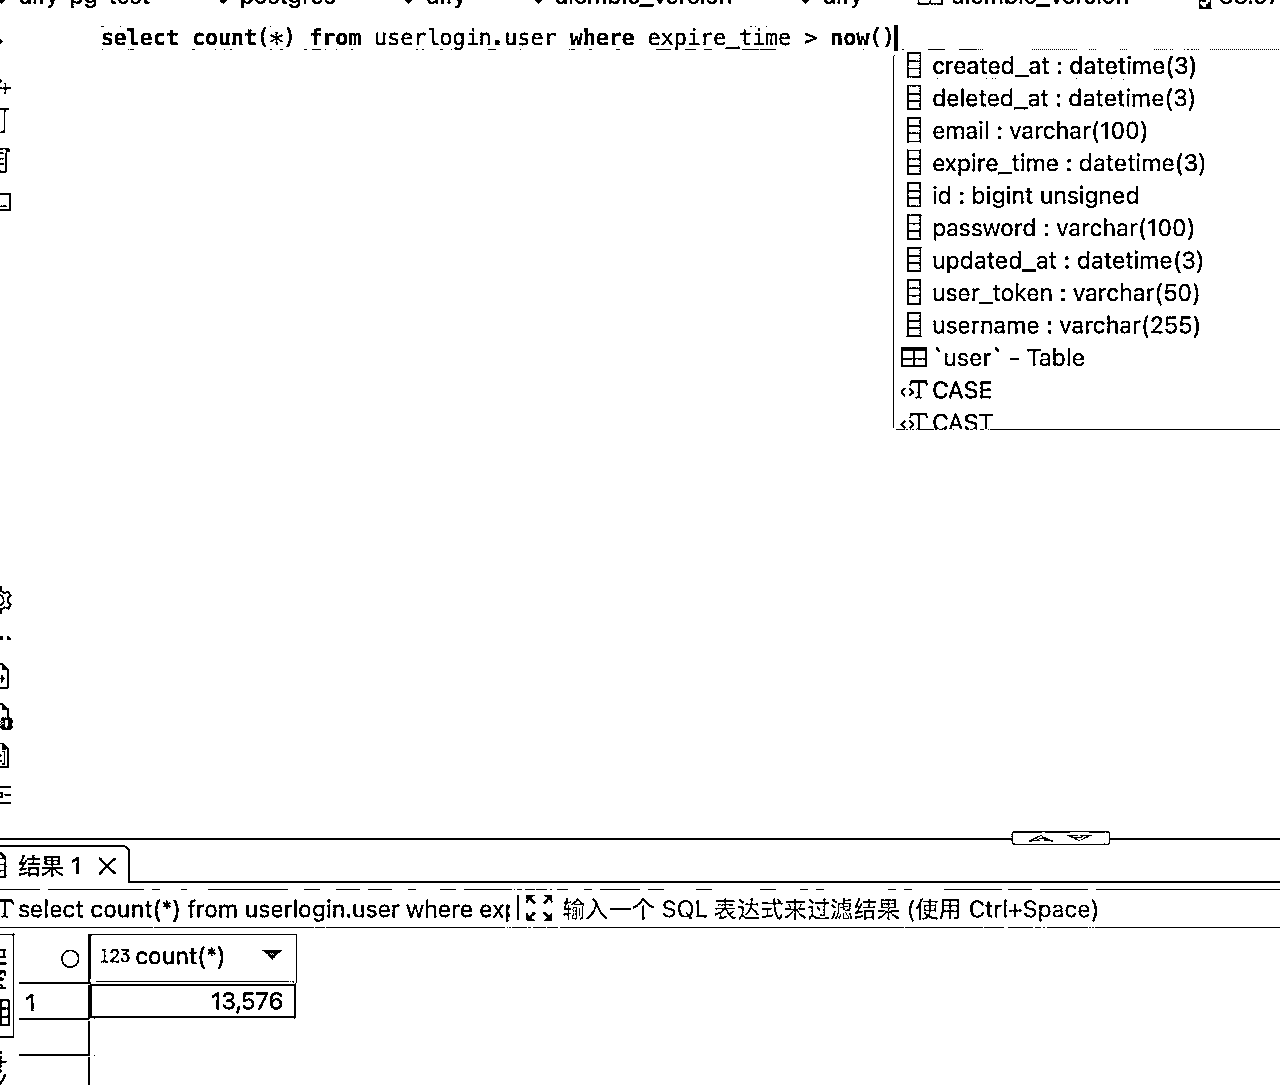 select count(*) from userlogin.user where expire_time > now()
created_at : datetime(3)
deleted_at : datetime(3)
email : varchar(100)
expire_time : datetime(3)
id : bigint unsigned
password : varchar(100)
updated_at : datetime(3)
user_token : varchar(50)
username : varchar(255)
`user` - Table
CASE
CAST
结果 1
select count(*) from userlogin.user where exp
输入一个 SQL 表达式来过滤结果 (使用 Ctrl+Space)
123 count(*)
1 13,576